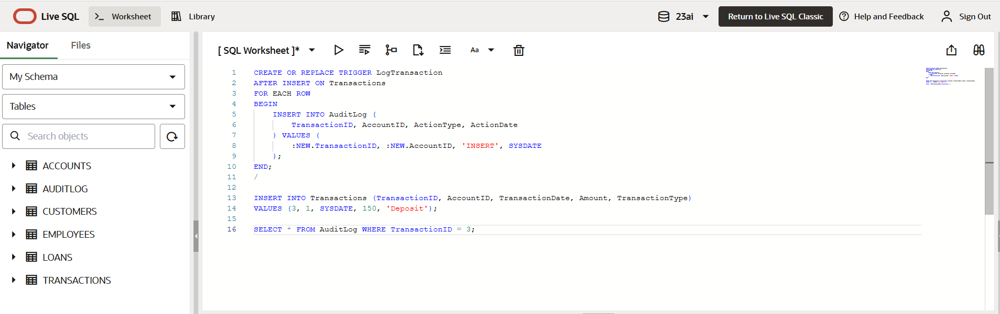 Live SQL Worksheet Library 23ai Return to Live SQL Classic Help and Feedback Sign Out
Navigator Files
My Schema
Tables
Search objects
ACCOUNTS
AUDITLOG
CUSTOMERS
EMPLOYEES
LOANS
TRANSACTIONS
[ SQL Worksheet ]* Aa
1 CREATE OR REPLACE TRIGGER LogTransaction
2 AFTER INSERT ON Transactions
3 FOR EACH ROW
4 BEGIN
5 INSERT INTO AuditLog (
6 TransactionID, AccountID, ActionType, ActionDate
7 ) VALUES (
8 :NEW.TransactionID, :NEW.AccountID, 'INSERT', SYSDATE
9 );
10 END;
11 /
12
13 INSERT INTO Transactions (TransactionID, AccountID, TransactionDate, Amount, TransactionType)
14 VALUES (3, 1, SYSDATE, 150, 'Deposit');
15
16 SELECT * FROM AuditLog WHERE TransactionID = 3;